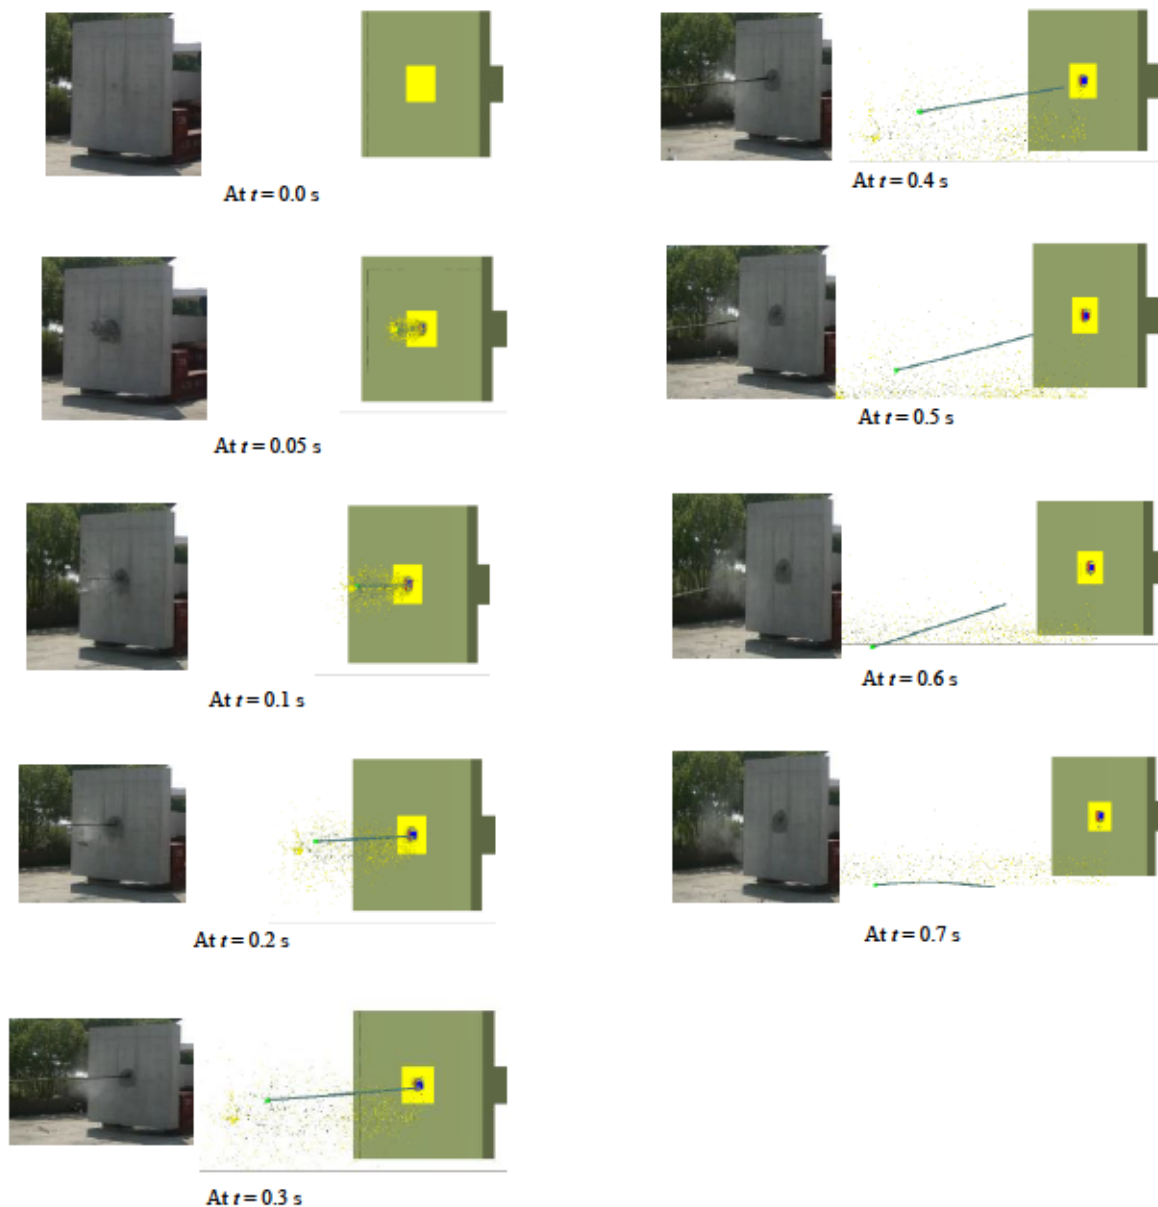 At t = 0.0 s
At t = 0.05 s
At t = 0.1 s
At t = 0.2 s
At t = 0.3 s
At t = 0.4 s
At t = 0.5 s
At t = 0.6 s
At t = 0.7 s